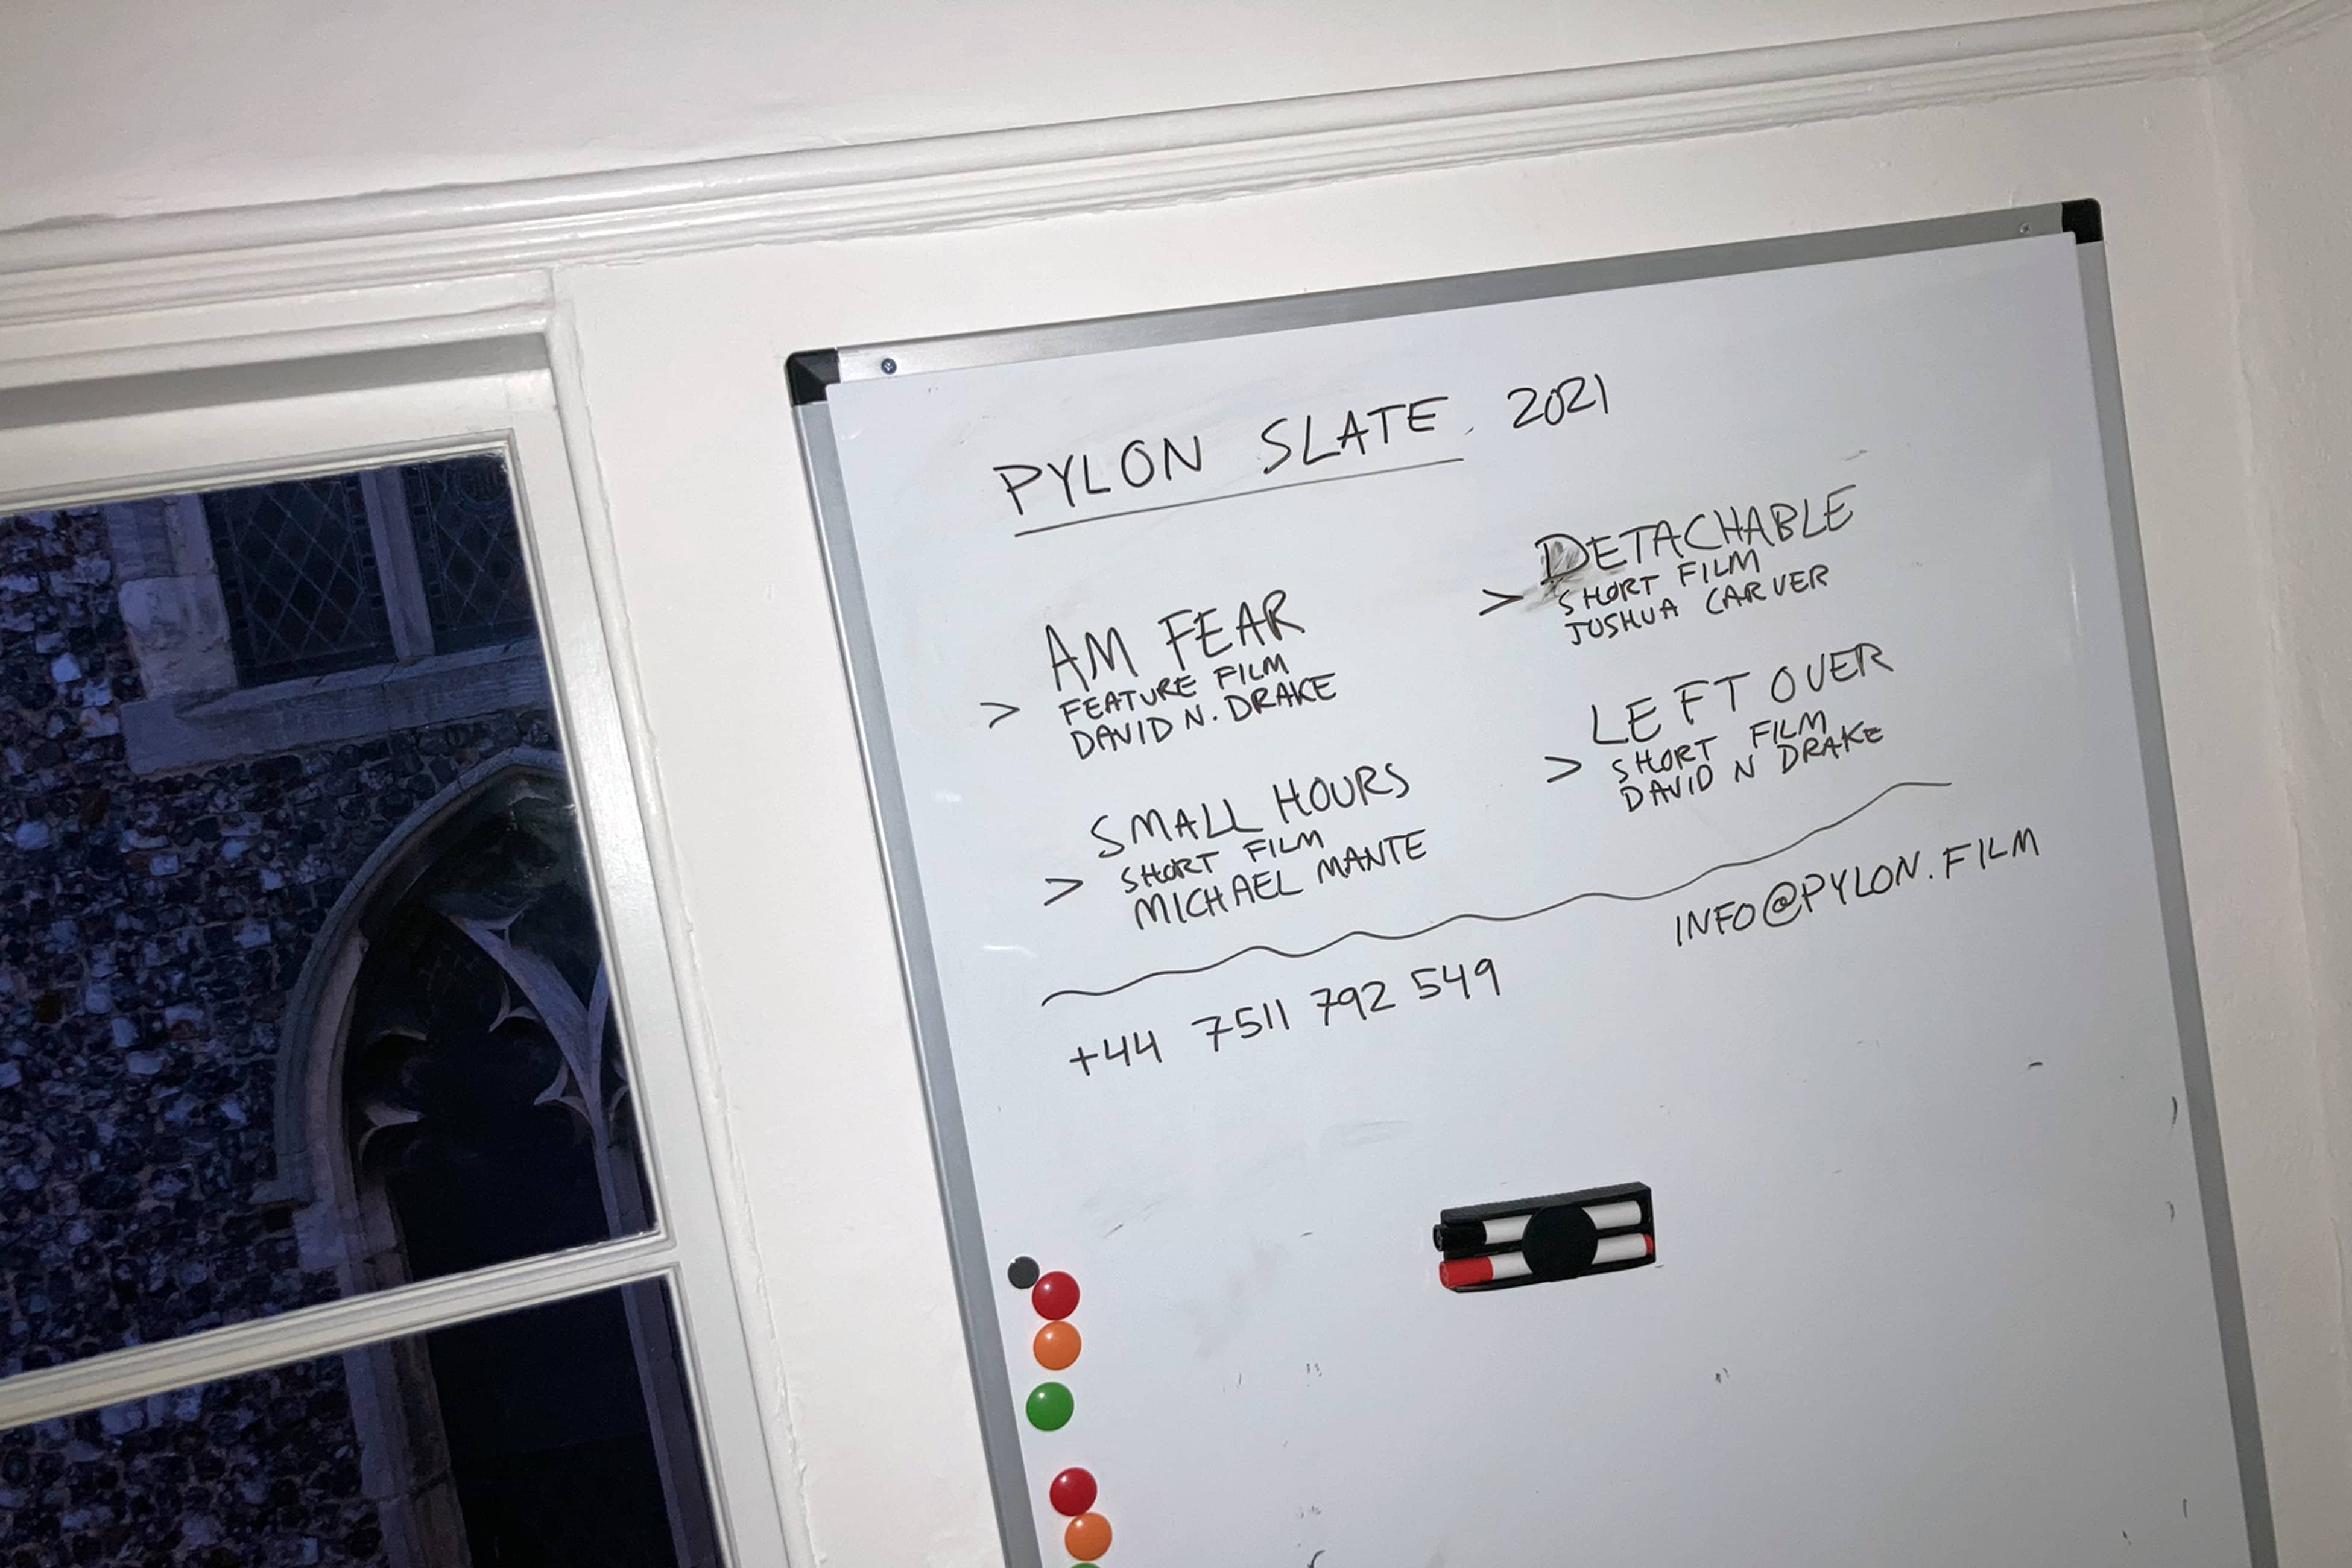 PYLON SLATE. 2021
AM FEAR
> FEATURE FILM
DAVID N. DRAKE
SMALL HOURS
> SHORT FILM
MICHAEL MANTE
DETACHABLE
> SHORT FILM
JOSHUA CARVER
LEFT OVER
> SHORT FILM
DAVID N DRAKE
+44 7511 792 549
INFO@PYLON.FILM